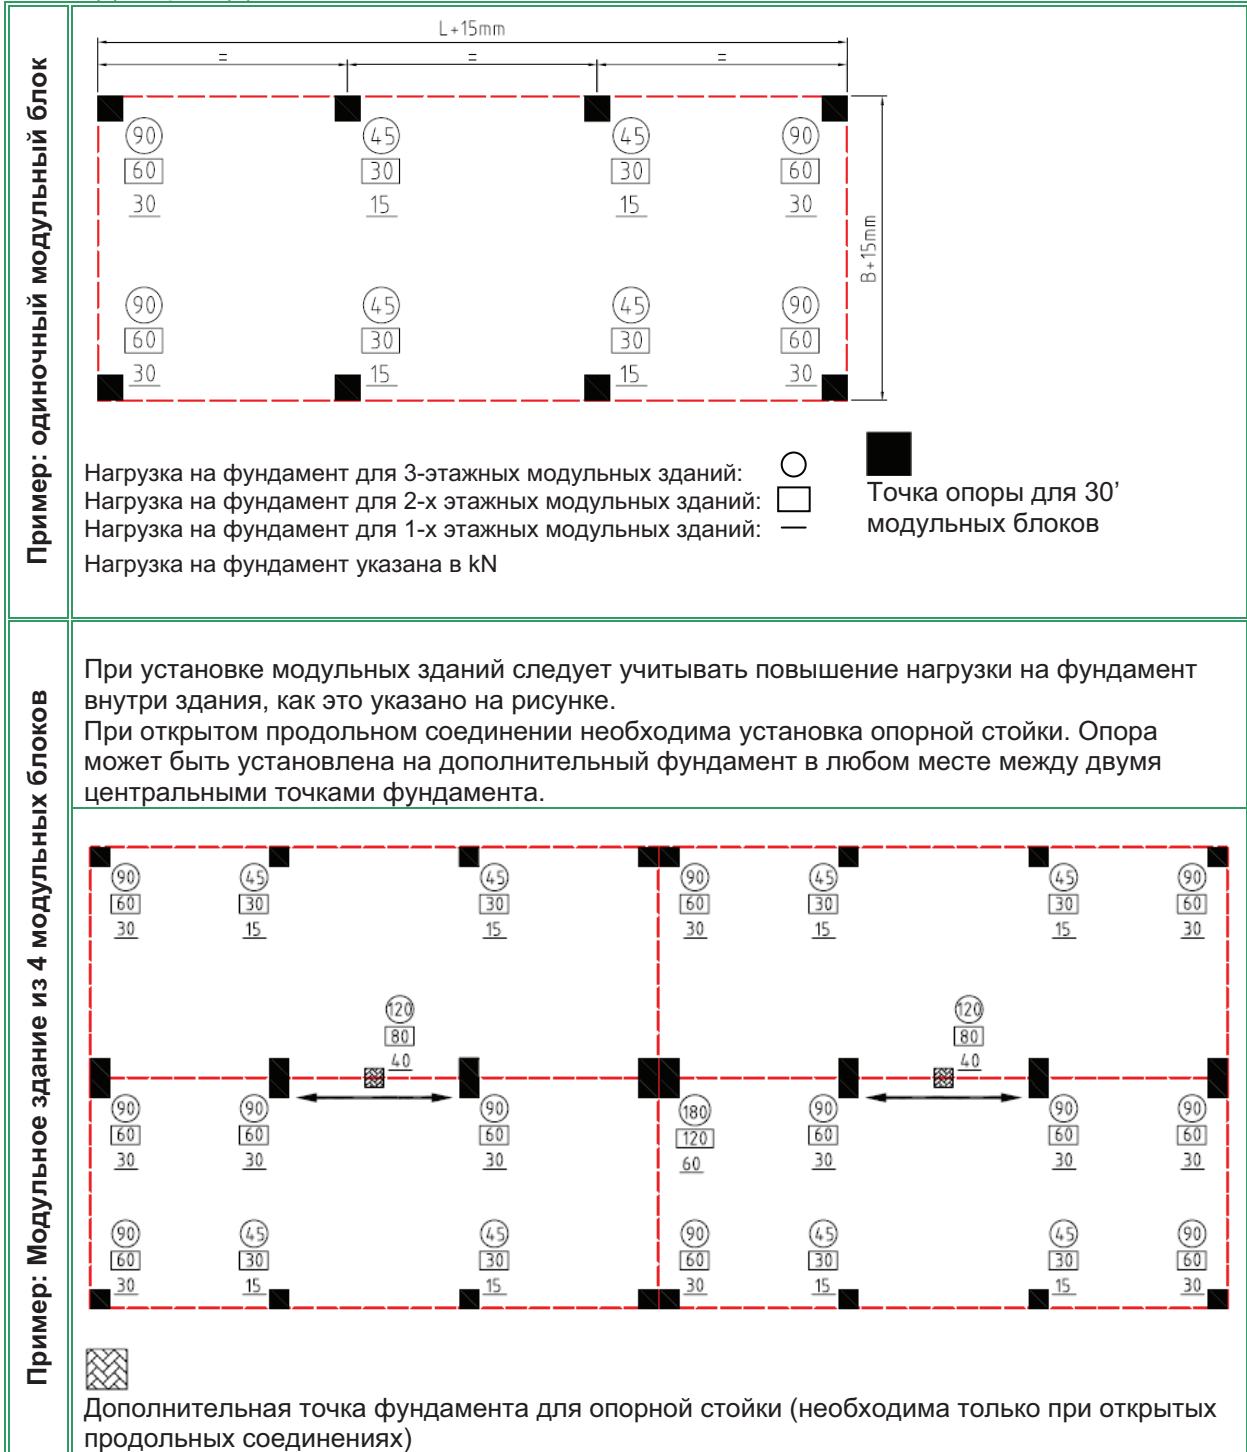 L+15mm
= = =
90 45 45 90
60 30 30 60
30 15 15 30
B+15mm
90 45 45 90
60 30 30 60
30 15 15 30
Пример: одиночный модульный блок
Нагрузка на фундамент для 3-этажных модульных зданий:
Нагрузка на фундамент для 2-х этажных модульных зданий:
Нагрузка на фундамент для 1-х этажных модульных зданий:
Нагрузка на фундамент указана в kN
Точка опоры для 30’
модульных блоков
Пример: Модульное здание из 4 модульных блоков
При установке модульных зданий следует учитывать повышение нагрузки на фундамент
внутри здания, как это указано на рисунке.
При открытом продольном соединении необходима установка опорной стойки. Опора
может быть установлена на дополнительный фундамент в любом месте между двумя
центральными точками фундамента.
90 45 45 90 45 45 90
60 30 30 60 30 30 60
30 15 15 30 15 15 30
120 120
80 80
40 40
90 90 90 180 90 90 90
60 60 60 120 60 60 60
30 30 30 60 30 30 30
90 45 45 90 45 45 90
60 30 30 60 30 30 60
30 15 15 30 15 15 30
Дополнительная точка фундамента для опорной стойки (необходима только при открытых
продольных соединениях)